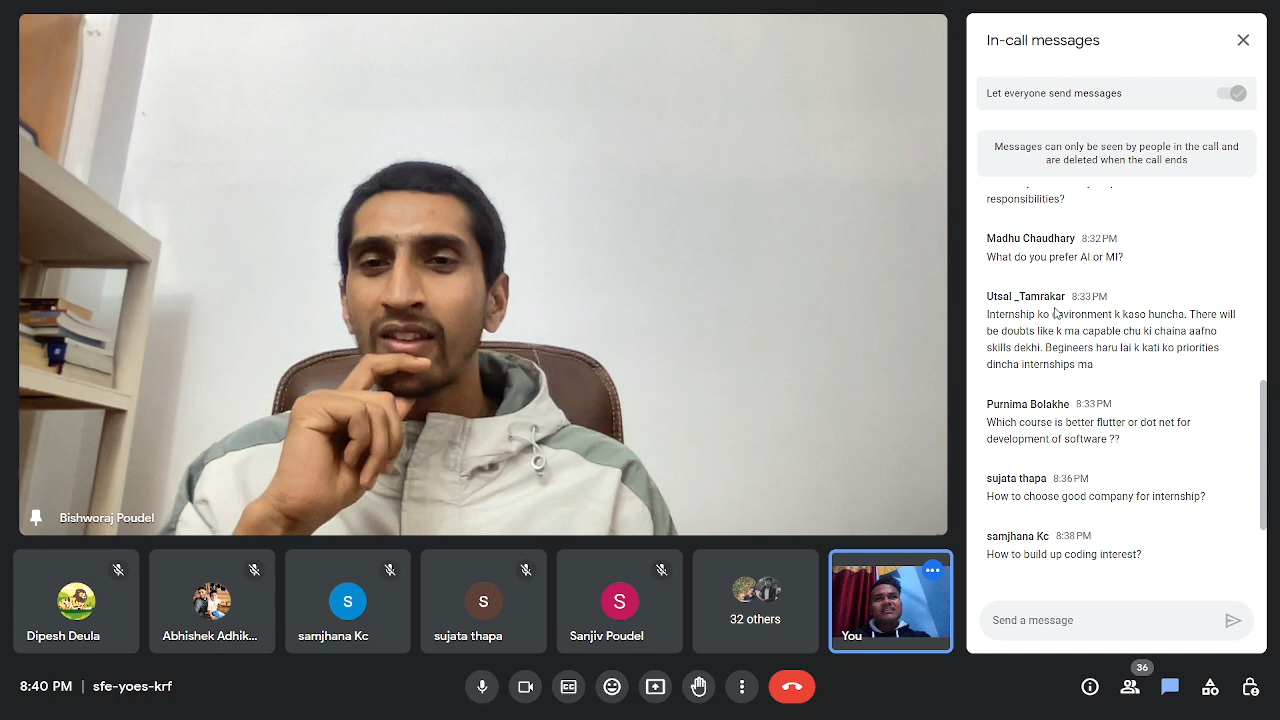 In-call messages
Let everyone send messages
Messages can only be seen by people in the call and
are deleted when the call ends
responsibilities?
Madhu Chaudhary 8:32 PM
What do you prefer AI or MI?
Utsal _Tamrakar 8:33 PM
Internship ko environment k kaso huncha. There will
be doubts like k ma capable chu ki chaina aafno
skills dekhi. Begineers haru lai k kati ko priorities
dincha internships ma
Purnima Bolakhe 8:33 PM
Which course is better flutter or dot net for
development of software ??
sujata thapa 8:36 PM
How to choose good company for internship?
samjhana Kc 8:38 PM
How to build up coding interest?
Send a message
Bishworaj Poudel
Dipesh Deula
Abhishek Adhik...
S
samjhana Kc
S
sujata thapa
S
Sanjiv Poudel
32 others
You
8:40 PM | sfe-yoes-krf
36